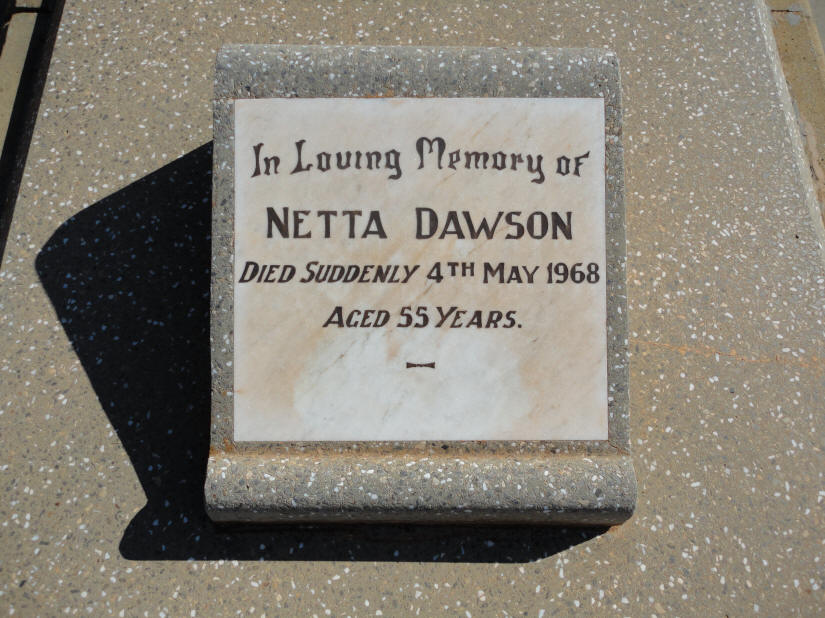 In Loving Memory of
NETTA DAWSON
DIED SUDDENLY 4TH MAY 1968
AGED 55 YEARS.